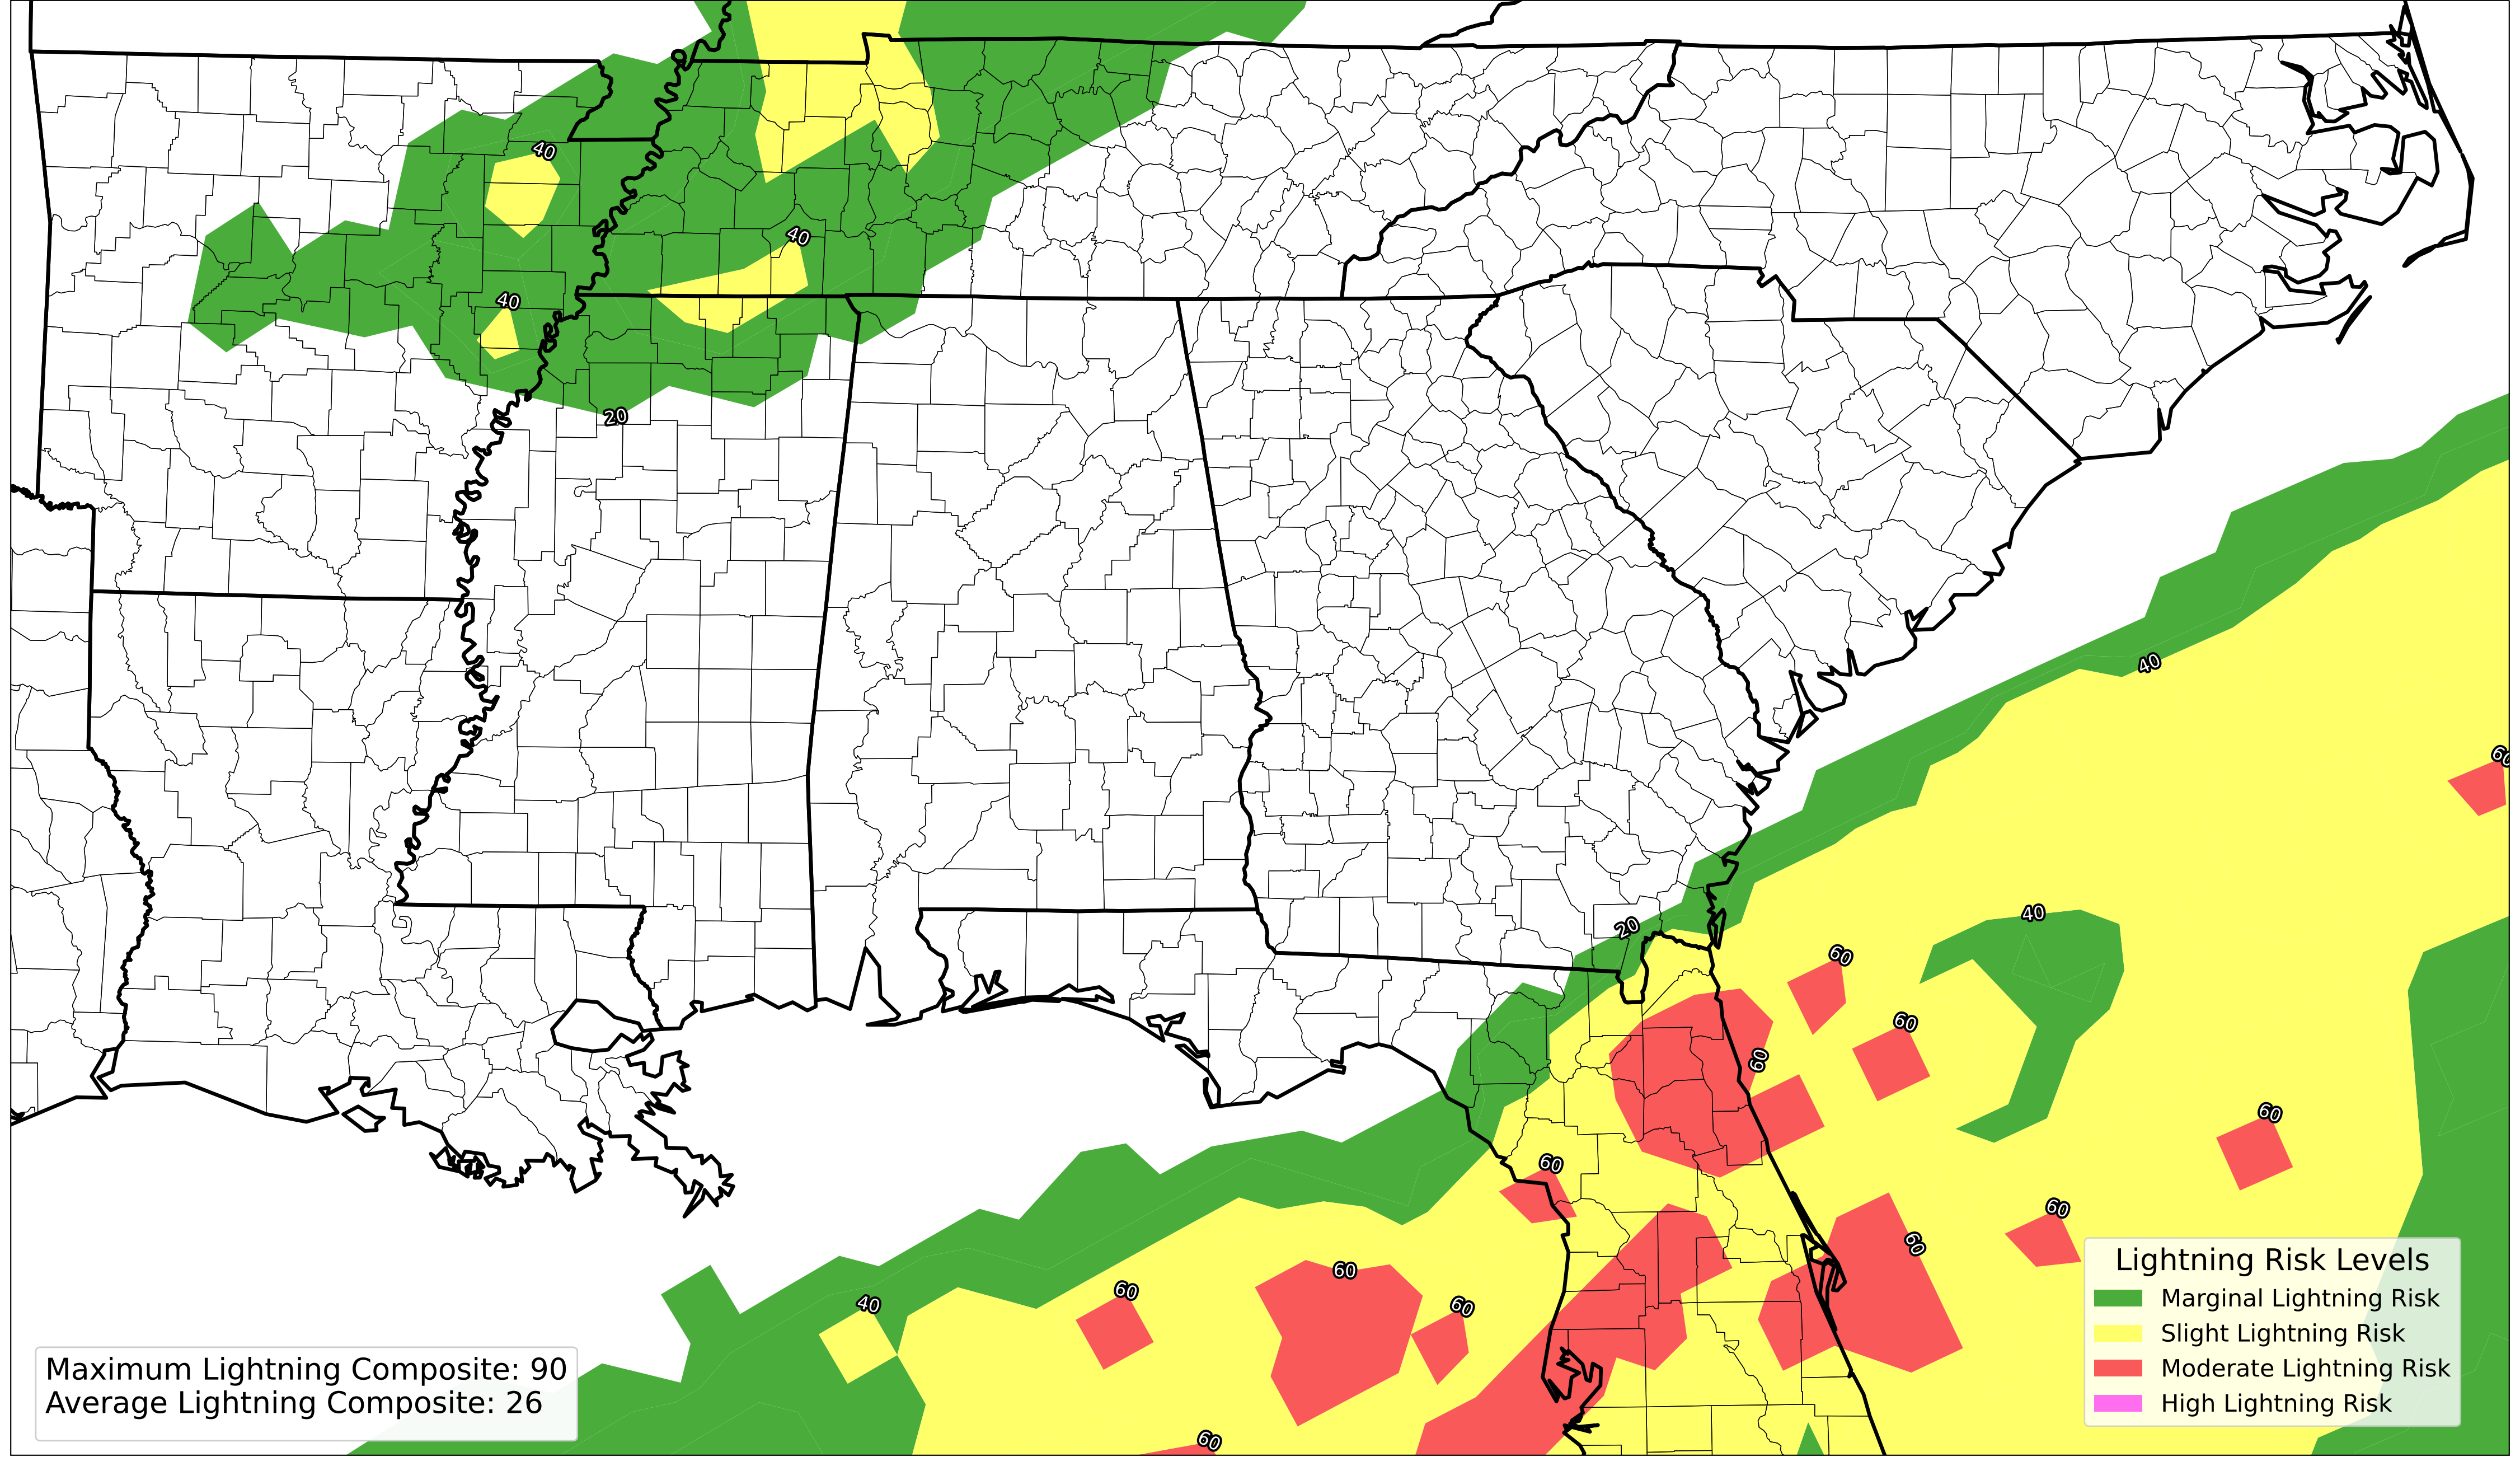 40
40
40
20
40
60
20
40
60
60
60
60
60
60
60
60
60
40
60
60
Lightning Risk Levels
Marginal Lightning Risk
Slight Lightning Risk
Moderate Lightning Risk
High Lightning Risk
Maximum Lightning Composite: 90
Average Lightning Composite: 26